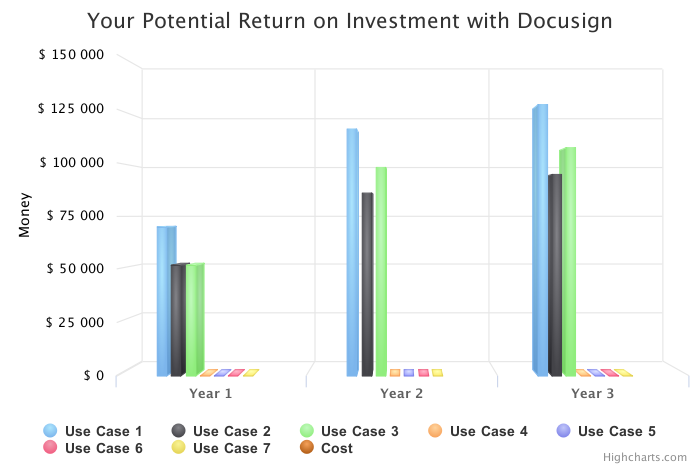 Your Potential Return on Investment with Docusign
$ 150 000
$ 125 000
$ 100 000
$ 75 000
$ 50 000
$ 25 000
$ 0
Money
Year 1 Year 2 Year 3
Use Case 1 Use Case 2 Use Case 3 Use Case 4 Use Case 5
Use Case 6 Use Case 7 Cost
Highcharts.com